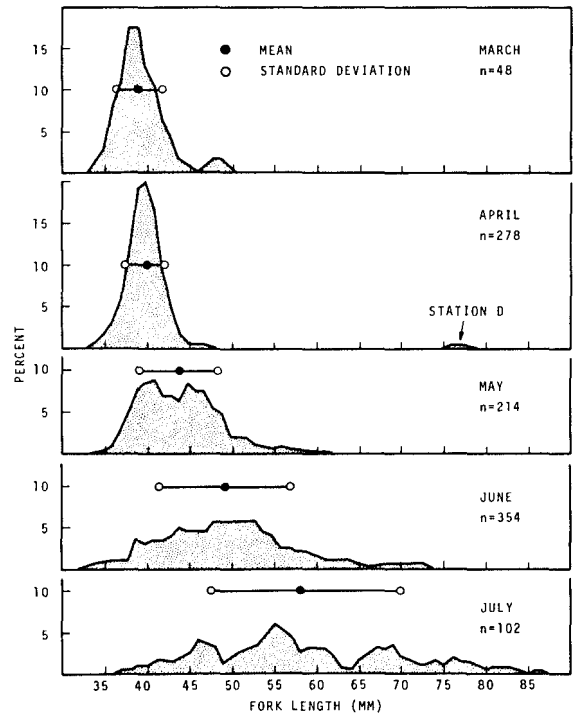 15
10
5
MEAN
STANDARD DEVIATION
MARCH
n=48
15
10
5
APRIL
n=278
STATION D
PERCENT
10
5
MAY
n=214
10
5
JUNE
n=354
10
5
JULY
n=102
35 40 45 50 55 60 65 70 75 80 85
FORK LENGTH (MM)